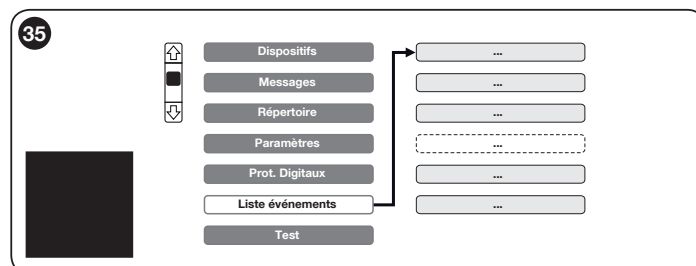 35
Dispositifs
...
Messages
...
Répertoire
...
Paramètres
...
Prot. Digitaux
...
Liste événements
...
Test